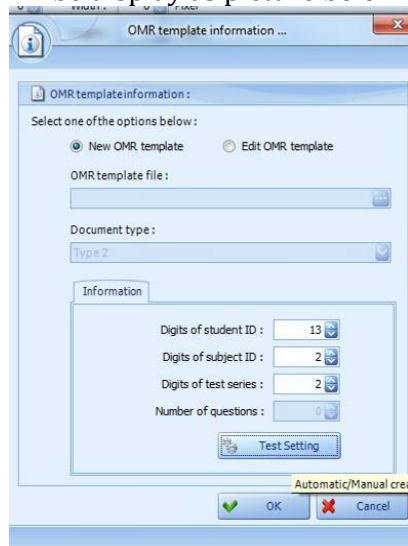 OMR template information ...
OMR template information :
Select one of the options below :
New OMR template Edit OMR template
OMR template file :
Document type :
Type 2
Information
Digits of student ID : 13
Digits of subject ID : 2
Digits of test series : 2
Number of questions : 0
Test Setting
Automatic/Manual crea
OK Cancel